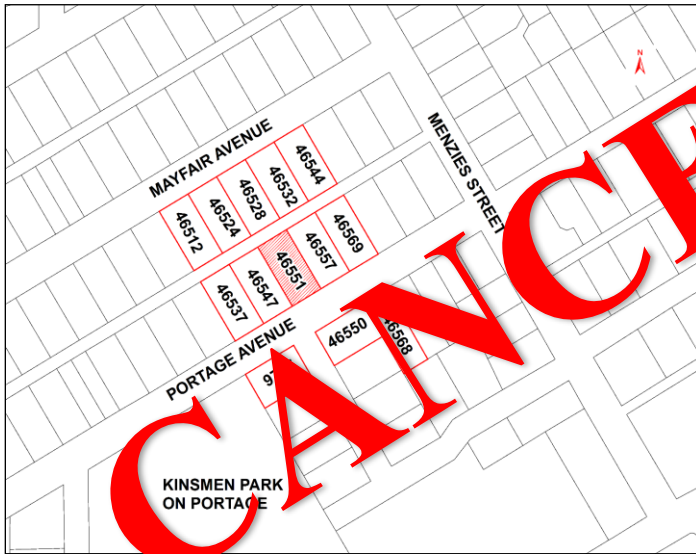 N
MAYFAIR AVENUE
MENZIES STREET
46544
46532
46528
46524
46512
46569
46557
46551
46547
46537
PORTAGE AVENUE
46550
46568
KINSMEN PARK
ON PORTAGE